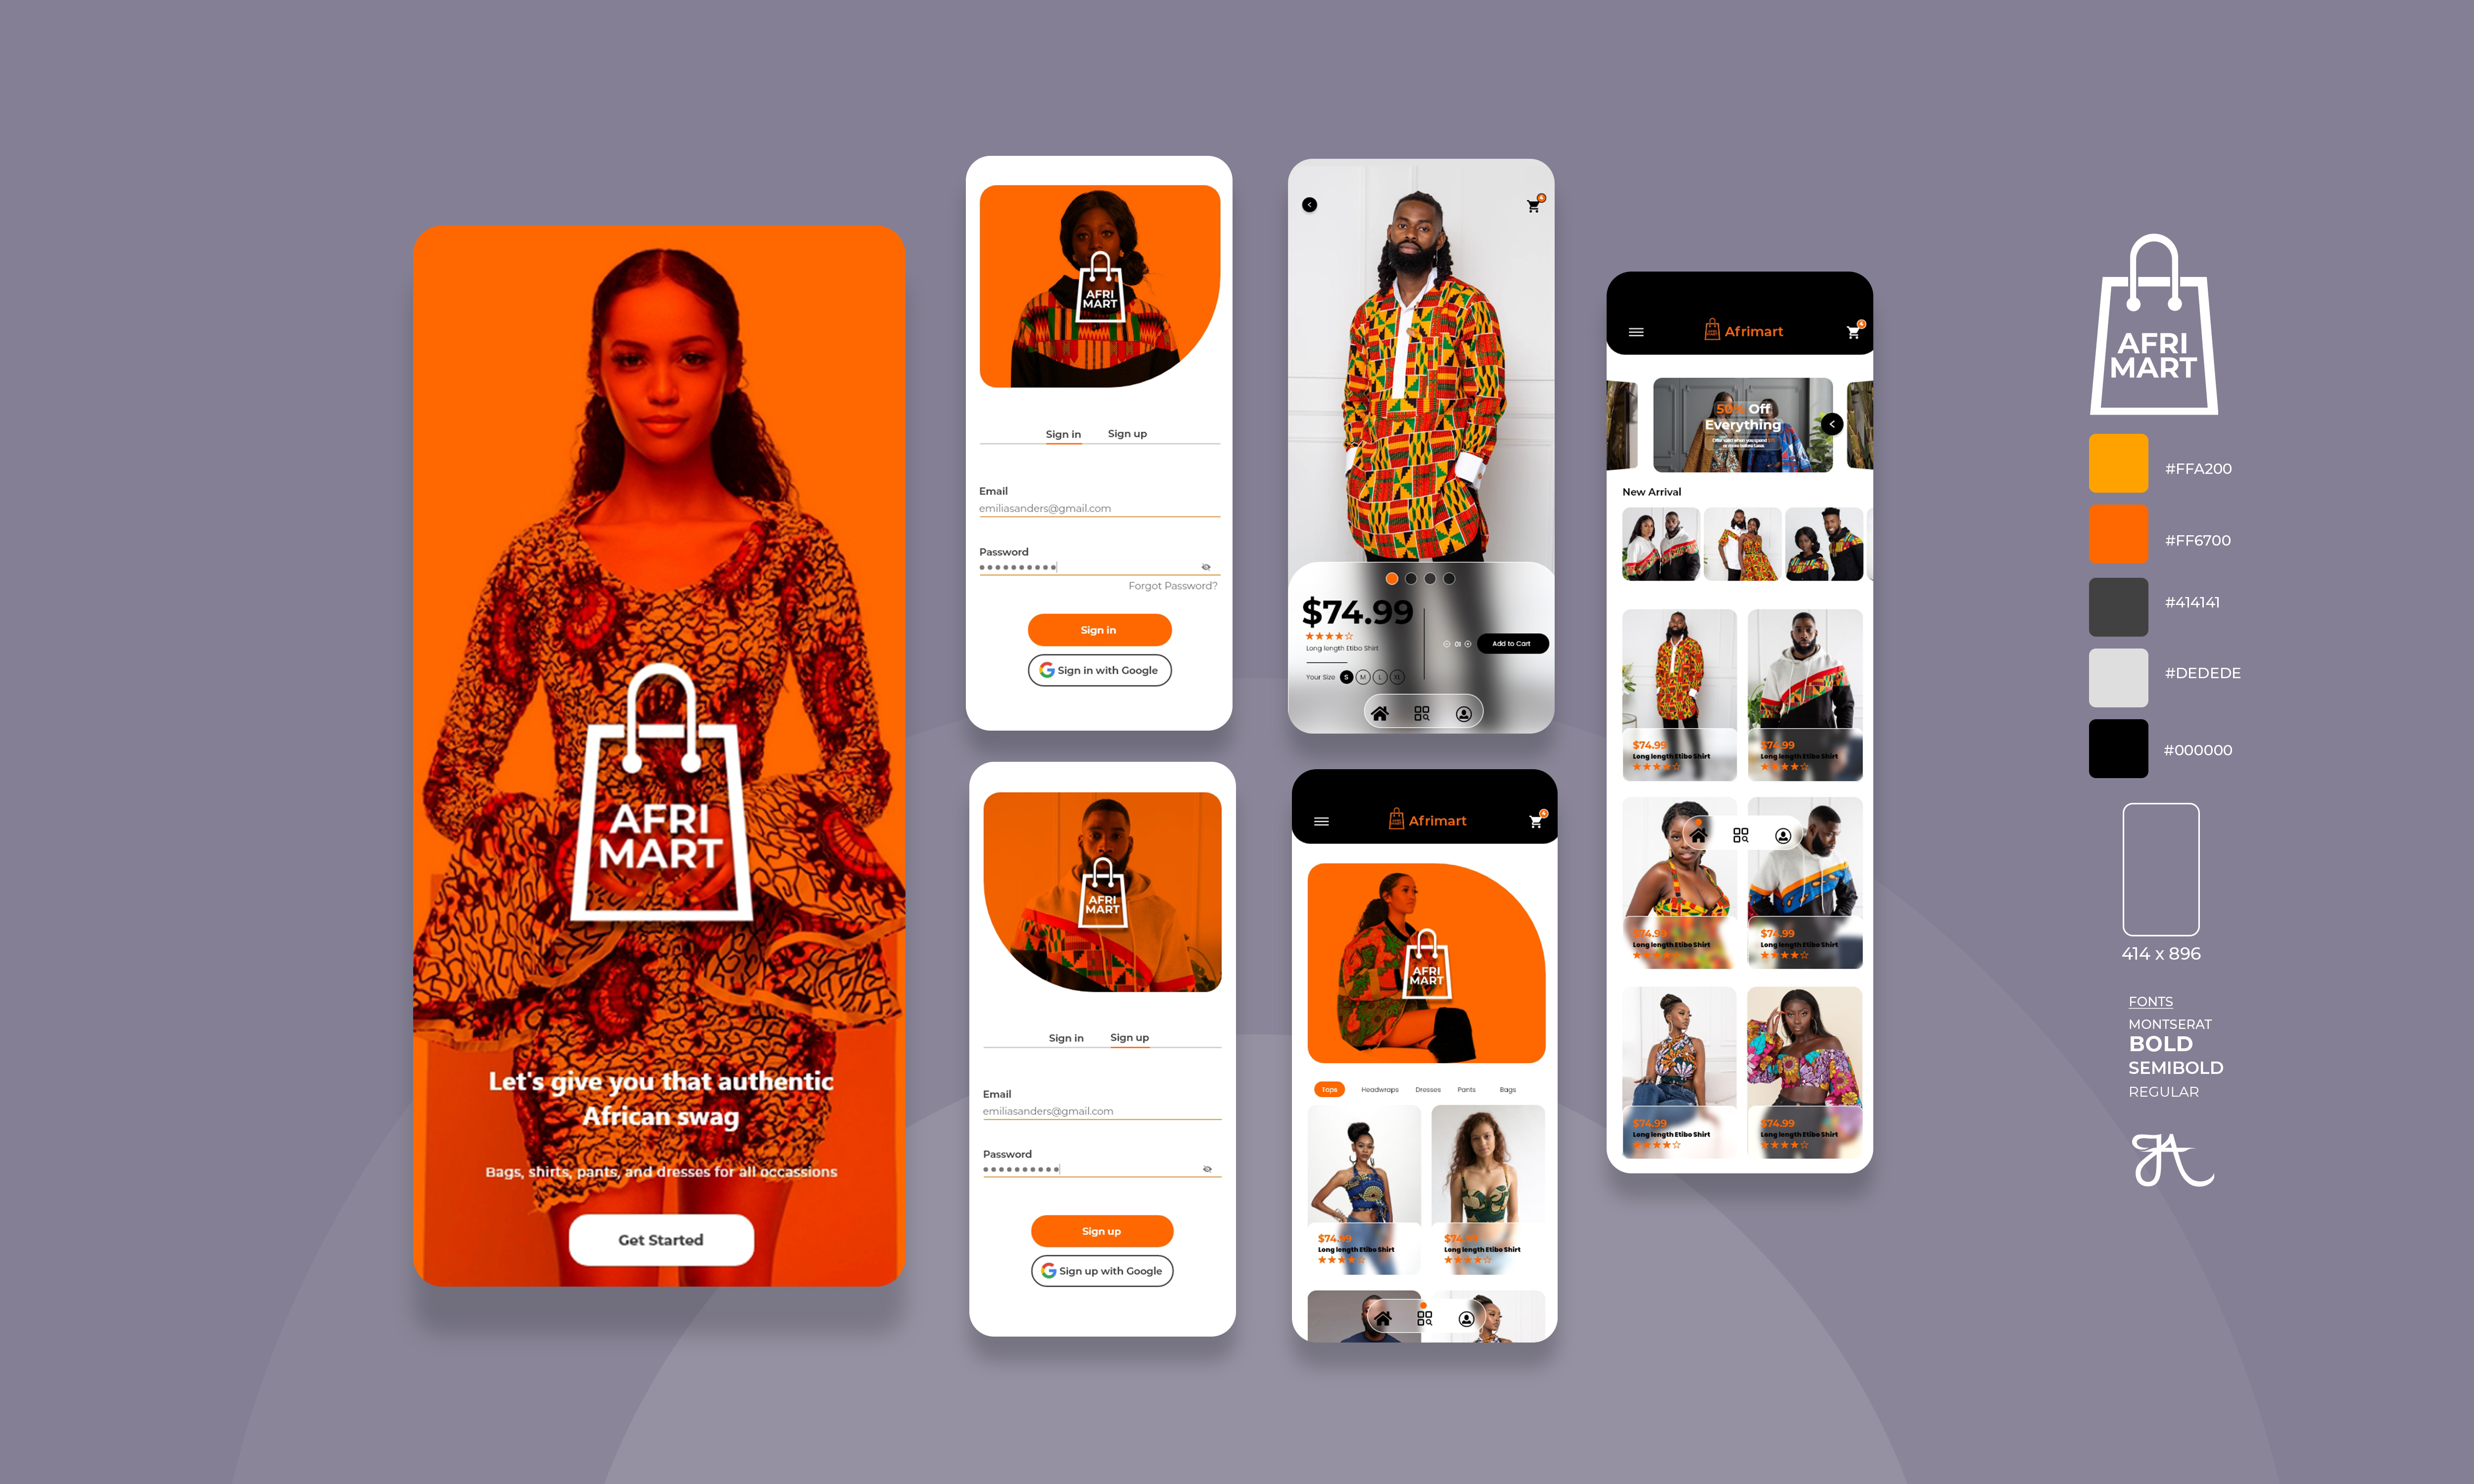 AFRI
MART
Let's give you that authentic
African swag
Bags, shirts, pants, and dresses for all occassions
Get Started
AFRI
MART
Sign in
Sign up
Email
emiliasanders@gmail.com
Password
Forgot Password?
Sign in
Sign in with Google
AFRI
MART
Sign in
Sign up
Email
emiliasanders@gmail.com
Password
Sign up
Sign up with Google
$74.99
Long length Etibo Shirt
01
Add to Cart
Your Size S M L XL
Afrimart
AFRI
MART
Tops Headwraps Dresses Pants Bags
$74.99
Long length Etibo Shirt
$74.99
Long length Etibo Shirt
Afrimart
50% Off
Everything
New Arrival
$74.99
Long length Etibo Shirt
$74.99
Long length Etibo Shirt
$74.99
Long length Etibo Shirt
$74.99
Long length Etibo Shirt
$74.99
Long length Etibo Shirt
$74.99
Long length Etibo Shirt
AFRI
MART
#FFA200
#FF6700
#414141
#DEDEDE
#000000
414 x 896
FONTS
MONTSERAT
BOLD
SEMIBOLD
REGULAR